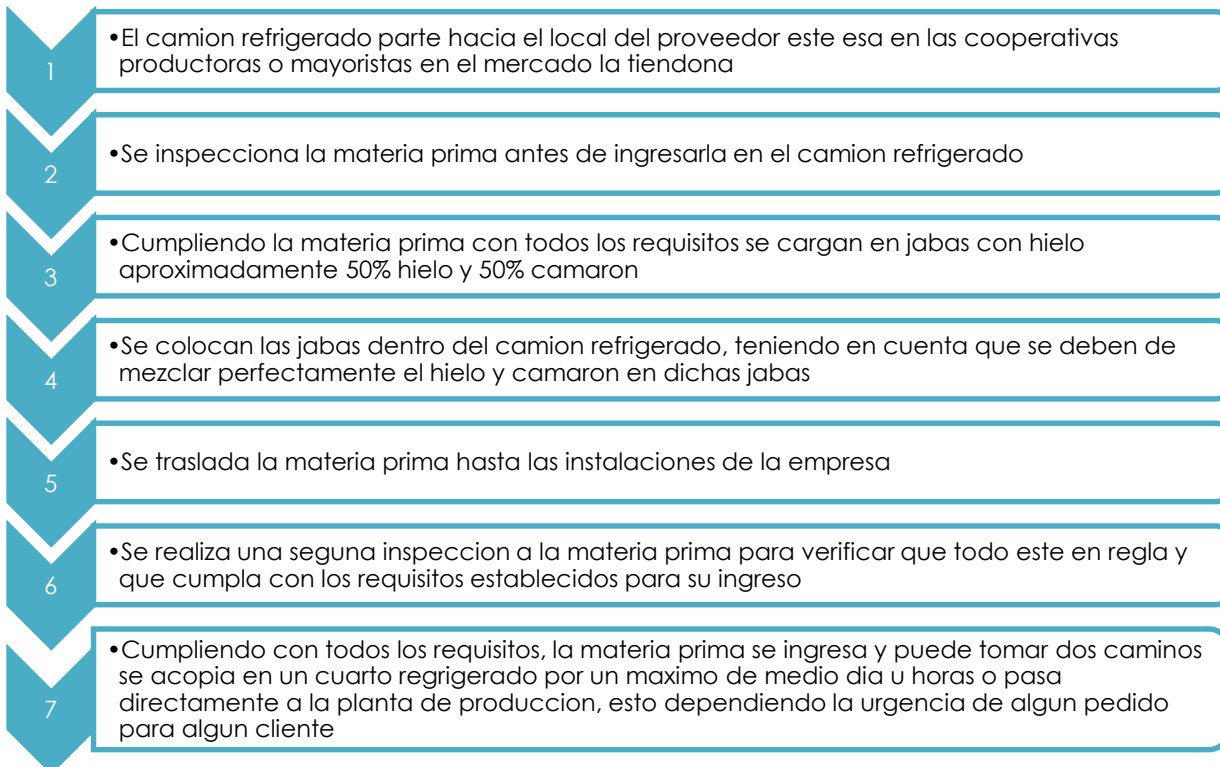 1
•El camion refrigerado parte hacia el local del proveedor este esa en las cooperativas
productoras o mayoristas en el mercado la tiendona
2
•Se inspecciona la materia prima antes de ingresarla en el camion refrigerado
3
•Cumpliendo la materia prima con todos los requisitos se cargan en jabas con hielo
aproximadamente 50% hielo y 50% camaron
4
•Se colocan las jabas dentro del camion refrigerado, teniendo en cuenta que se deben de
mezclar perfectamente el hielo y camaron en dichas jabas
5
•Se traslada la materia prima hasta las instalaciones de la empresa
6
•Se realiza una seguna inspeccion a la materia prima para verificar que todo este en regla y
que cumpla con los requisitos establecidos para su ingreso
7
•Cumpliendo con todos los requisitos, la materia prima se ingresa y puede tomar dos caminos
se acopia en un cuarto regrigerado por un maximo de medio dia u horas o pasa
directamente a la planta de produccion, esto dependiendo la urgencia de algun pedido
para algun cliente